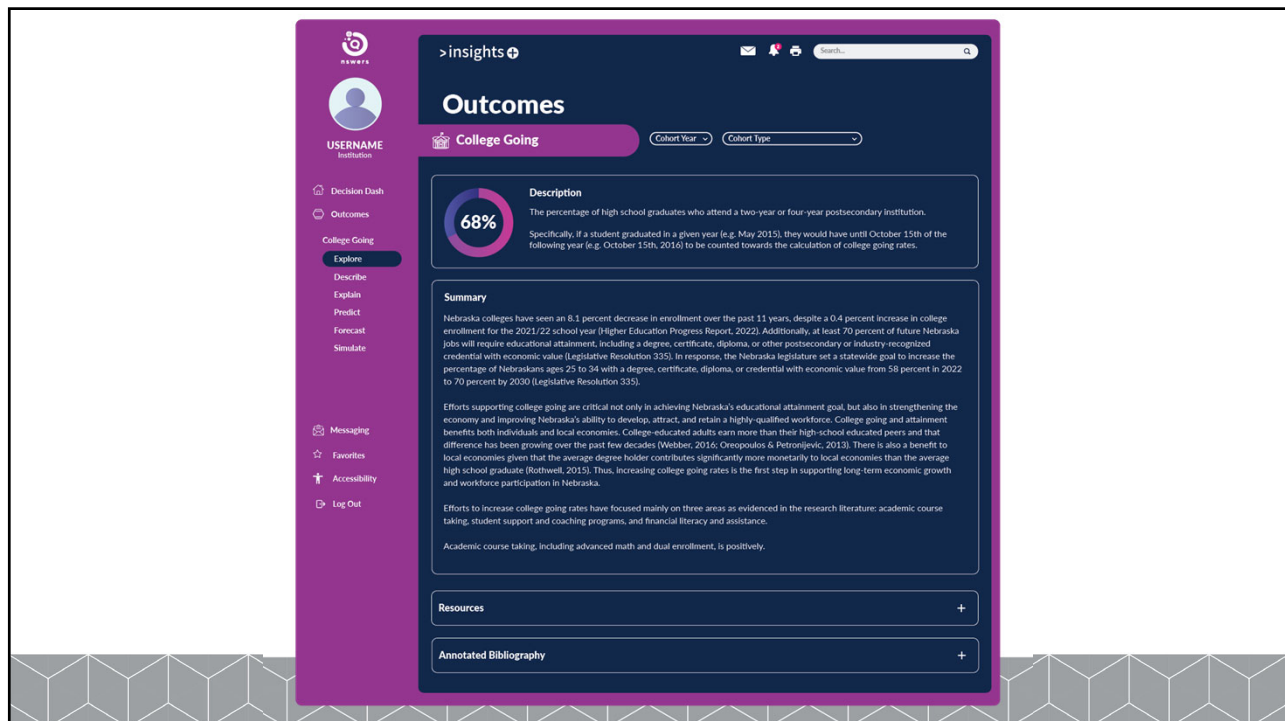 nswers
USERNAME
Institution
Decision Dash
Outcomes
College Going
Explore
Describe
Explain
Predict
Forecast
Simulate
Messaging
Favorites
Accessibility
Log Out
>insights+
Search...
Outcomes
College Going
Cohort Year
Cohort Type
68%
Description
The percentage of high school graduates who attend a two-year or four-year postsecondary institution.
Specifically, if a student graduated in a given year (e.g. May 2015), they would have until October 15th of the
following year (e.g. October 15th, 2016) to be counted towards the calculation of college going rates.
Summary
Nebraska colleges have seen an 8.1 percent decrease in enrollment over the past 11 years, despite a 0.4 percent increase in college
enrollment for the 2021/22 school year (Higher Education Progress Report, 2022). Additionally, at least 70 percent of future Nebraska
jobs will require educational attainment, including a degree, certificate, diploma, or other postsecondary or industry-recognized
credential with economic value (Legislative Resolution 335). In response, the Nebraska legislature set a statewide goal to increase the
percentage of Nebraskans ages 25 to 34 with a degree, certificate, diploma, or credential with economic value from 58 percent in 2022
to 70 percent by 2030 (Legislative Resolution 335).
Efforts supporting college going are critical not only in achieving Nebraska's educational attainment goal, but also in strengthening the
economy and improving Nebraska's ability to develop, attract, and retain a highly-qualified workforce. College going and attainment
benefits both individuals and local economies. College-educated adults earn more than their high-school educated peers and that
difference has been growing over the past few decades (Webber, 2016; Oreopoulos & Petronijevic, 2013). There is also a benefit to
local economies given that the average degree holder contributes significantly more monetarily to local economies than the average
high school graduate (Rothwell, 2015). Thus, increasing college going rates is the first step in supporting long-term economic growth
and workforce participation in Nebraska.
Efforts to increase college going rates have focused mainly on three areas as evidenced in the research literature: academic course
taking, student support and coaching programs, and financial literacy and assistance.
Academic course taking, including advanced math and dual enrollment, is positively.
Resources +
Annotated Bibliography +